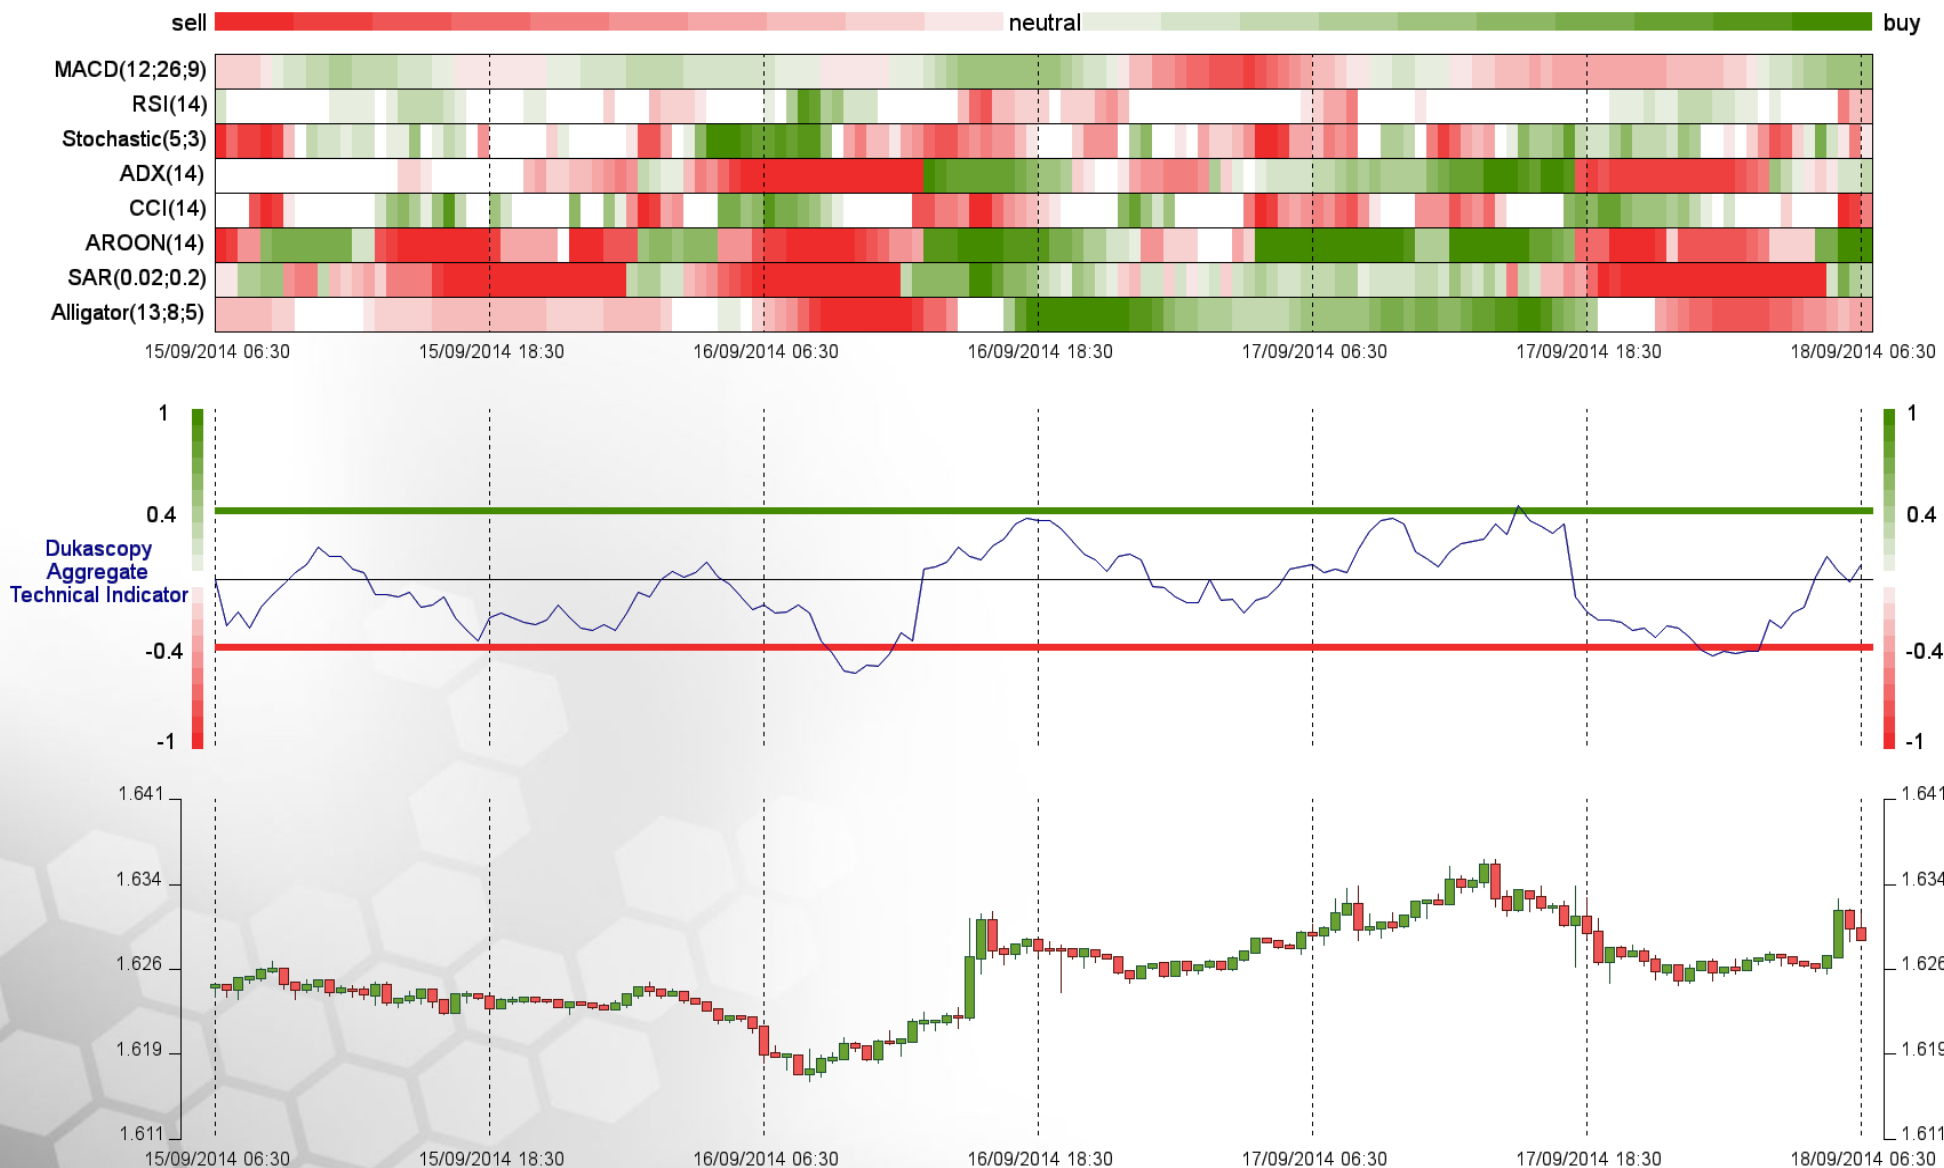 sell neutral buy
MACD(12;26;9)
RSI(14)
Stochastic(5;3)
ADX(14)
CCI(14)
AROON(14)
SAR(0.02;0.2)
Alligator(13;8;5)
15/09/2014 06:30 15/09/2014 18:30 16/09/2014 06:30 16/09/2014 18:30 17/09/2014 06:30 17/09/2014 18:30 18/09/2014 06:30
1 1
0.4 0.4
Dukascopy
Aggregate
Technical Indicator
-0.4 -0.4
-1 -1
1.641 1.641
1.634 1.634
1.626 1.626
1.619 1.619
1.611 1.611
15/09/2014 06:30 15/09/2014 18:30 16/09/2014 06:30 16/09/2014 18:30 17/09/2014 06:30 17/09/2014 18:30 18/09/2014 06:30